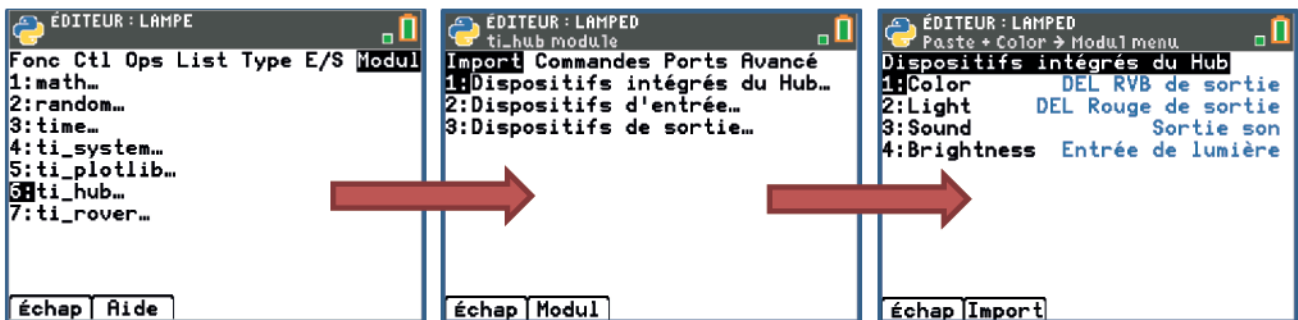 ÉDITEUR : LAMPE
Fonc Ctl Ops List Type E/S Modul
1:math…
2:random…
3:time…
4:ti_system…
5:ti_plotlib…
6:ti_hub…
7:ti_rover…
Échap Aide
ÉDITEUR : LAMPED
ti_hub module
Import Commandes Ports Avancé
1:Dispositifs intégrés du Hub…
2:Dispositifs d'entrée…
3:Dispositifs de sortie…
Échap Modul
ÉDITEUR : LAMPED
Paste + Color → Modul menu
Dispositifs intégrés du Hub
1:Color DEL RVB de sortie
2:Light DEL Rouge de sortie
3:Sound Sortie son
4:Brightness Entrée de lumière
Échap Import